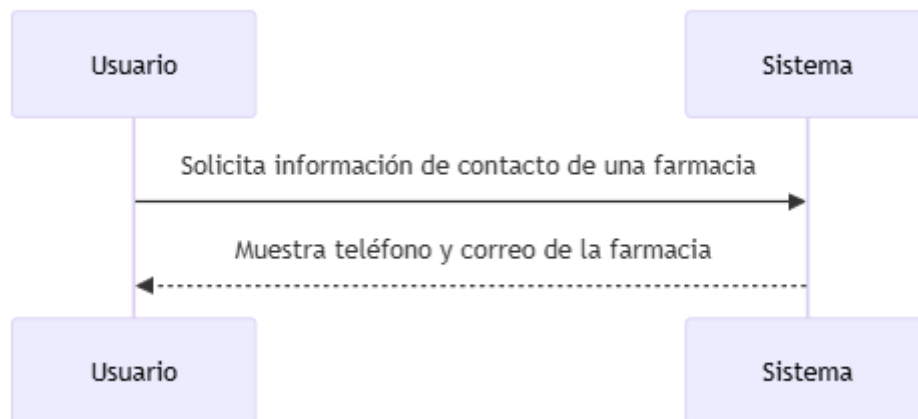 Usuario
Sistema
Solicita información de contacto de una farmacia
Muestra teléfono y correo de la farmacia
Usuario
Sistema